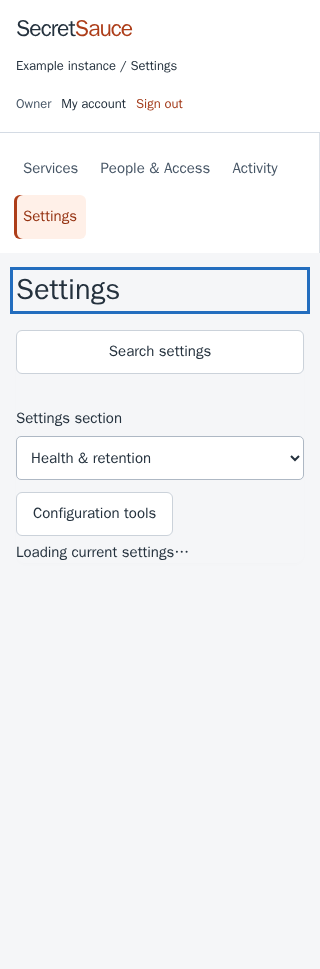 SecretSauce
Example instance / Settings
Owner My account Sign out
Services People & Access Activity
Settings
Settings
Search settings
Settings section
Health & retention
Configuration tools
Loading current settings…